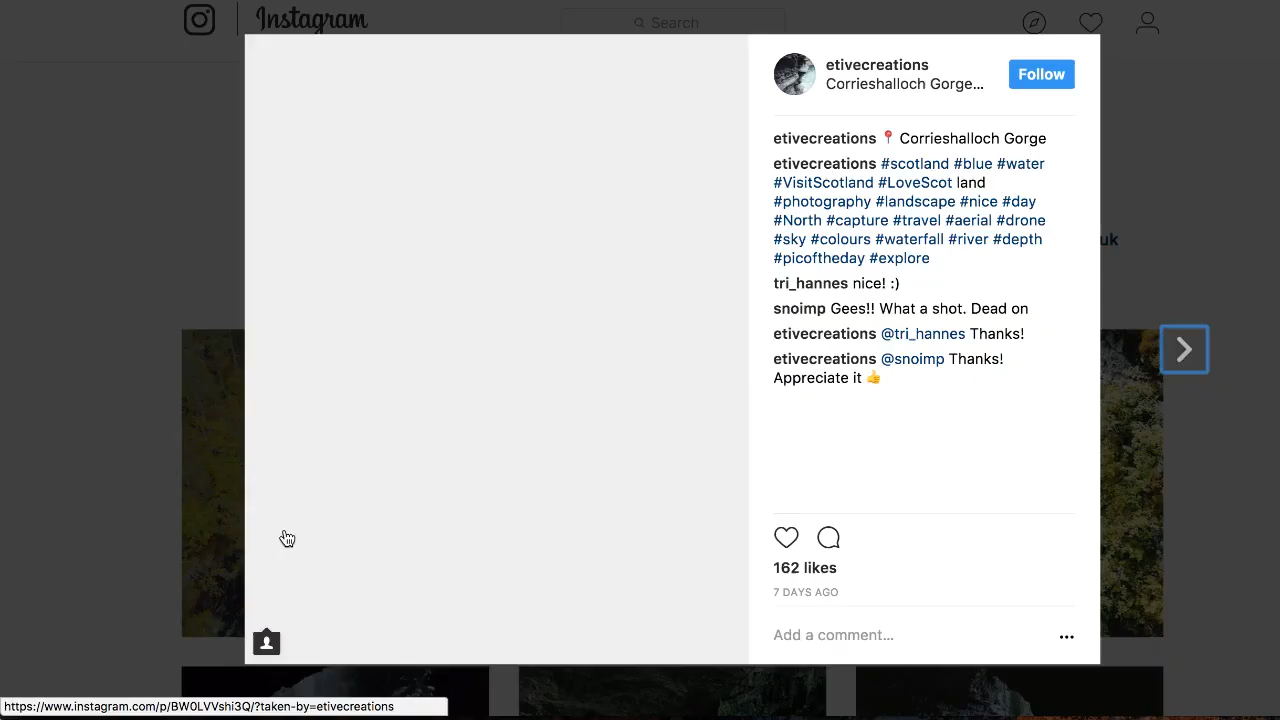 Instagram
Search
etivecreations
Corrieshalloch Gorge...
Follow
etivecreations 📍 Corrieshalloch Gorge
etivecreations #scotland #blue #water
#VisitScotland #LoveScot land
#photography #landscape #nice #day
#North #capture #travel #aerial #drone
#sky #colours #waterfall #river #depth
#picoftheday #explore
uk
tri_hannes nice! :)
snoimp Gees!! What a shot. Dead on
etivecreations @tri_hannes Thanks!
etivecreations @snoimp Thanks!
Appreciate it 👍
162 likes
7 DAYS AGO
Add a comment...
https://www.instagram.com/p/BW0LVVshi3Q/?taken-by=etivecreations